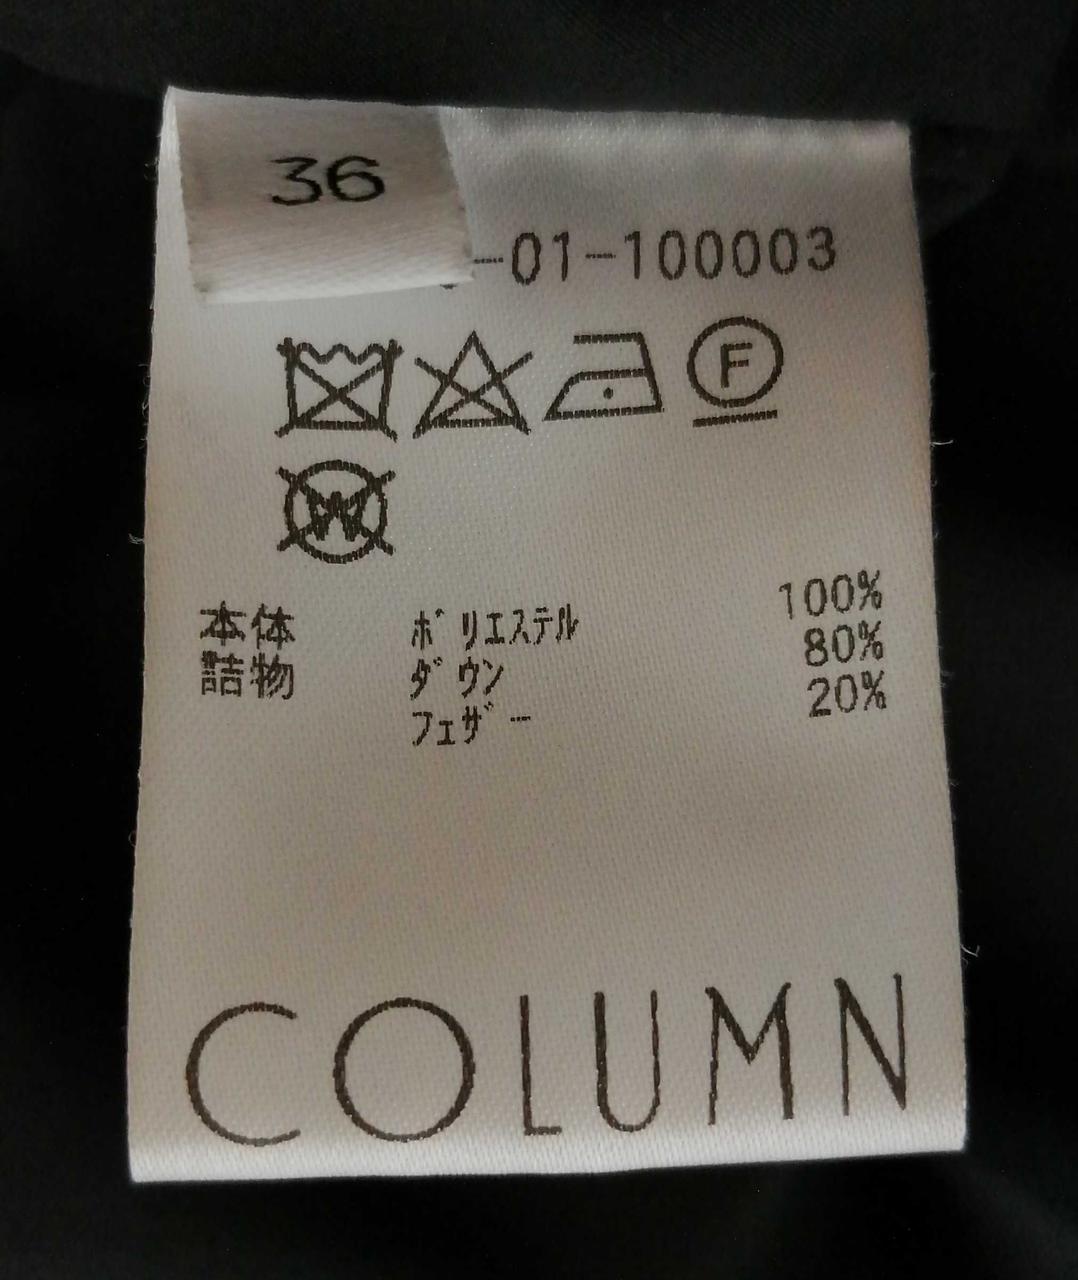 36
-01-100003
F
W
本体 ポリエステル 100%
詰物 ダウン 80%
フェザー 20%
COLUMN